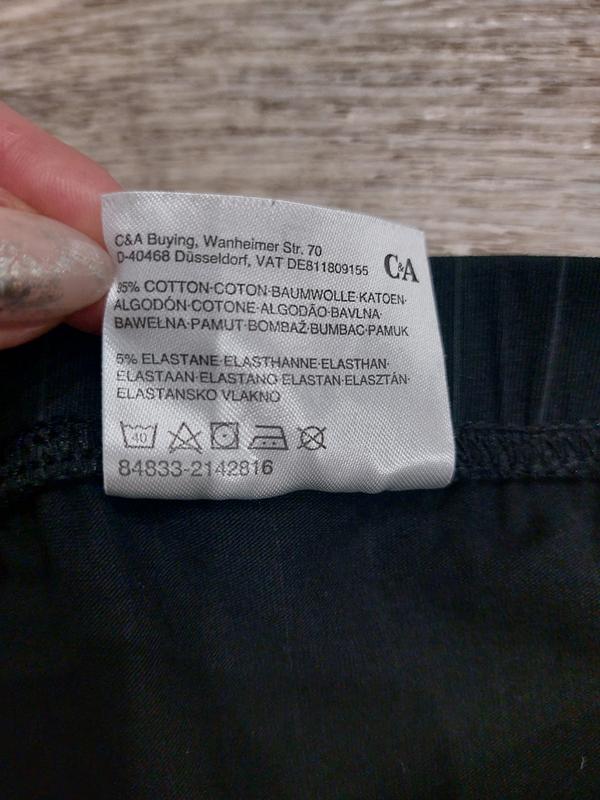 C&A Buying, Wanheimer Str. 70
D-40468 Düsseldorf, VAT DE811809155
C&A
95% COTTON·COTON·BAUMWOLLE·KATOEN·
ALGODÓN·COTONE·ALGODÃO·BAVLNA·
BAWEŁNA·PAMUT·BOMBAŽ·BUMBAC·PAMUK
5% ELASTANE·ELASTHANNE·ELASTHAN·
ELASTAAN·ELASTANO·ELASTAN·ELASZTÁN·
ELASTANSKO VLAKNO
40
84833-2142816